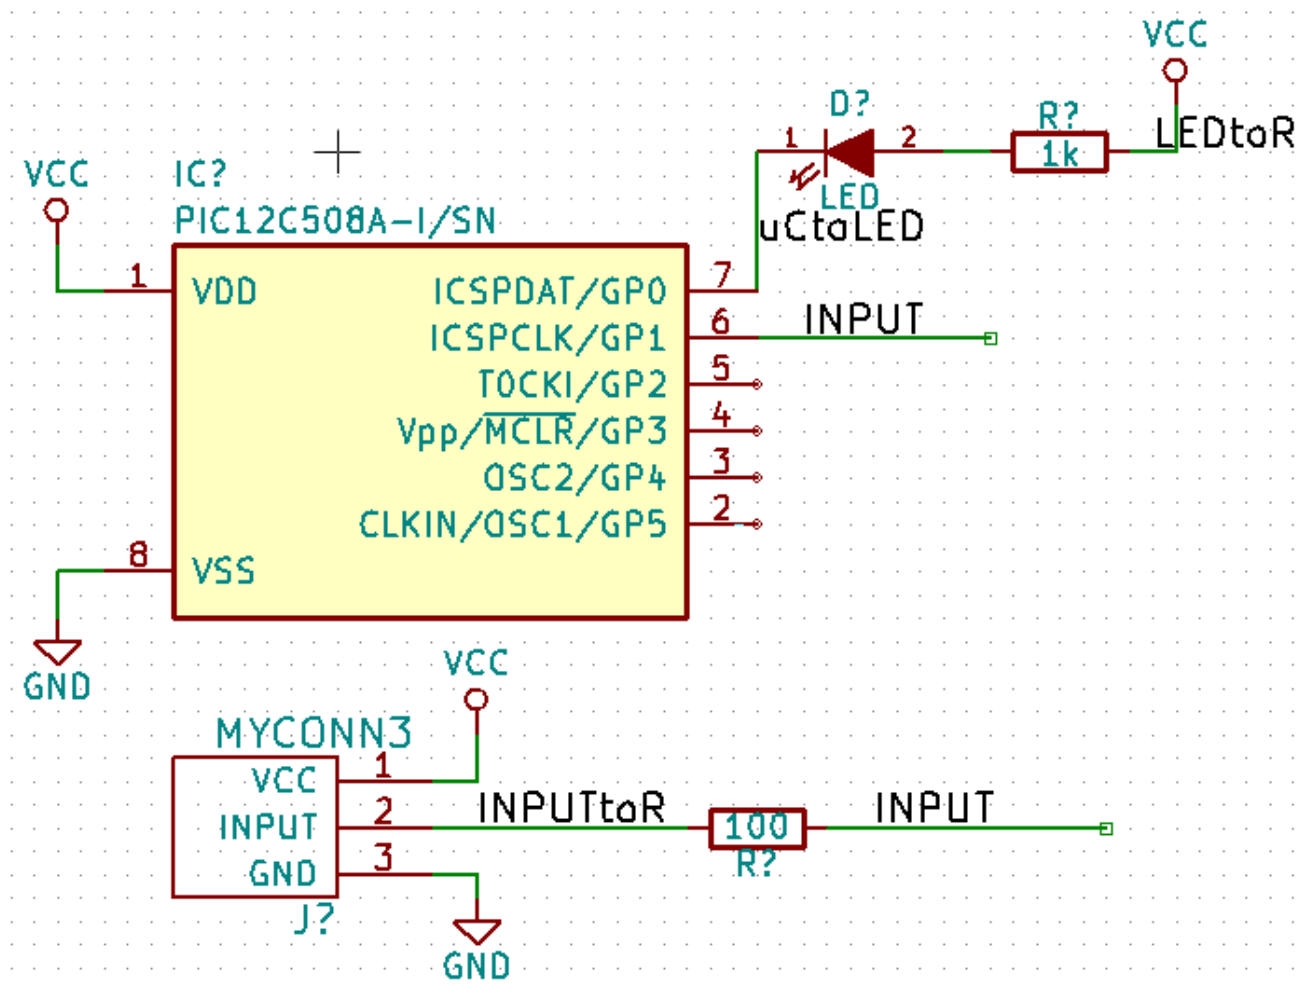 VCC
D?
R?
LEDtoR
1
2
1k
VCC
IC?
LED
PIC12C508A-I/SN
uCtoLED
1
VDD
ICSPDAT/GP0
7
ICSPCLK/GP1
6
INPUT
T0CKI/GP2
5
Vpp/MCLR/GP3
4
OSC2/GP4
3
CLKIN/OSC1/GP5
2
8
VSS
GND
VCC
MYCONN3
VCC
1
INPUT
2
INPUTtoR
100
INPUT
GND
3
R?
J?
GND